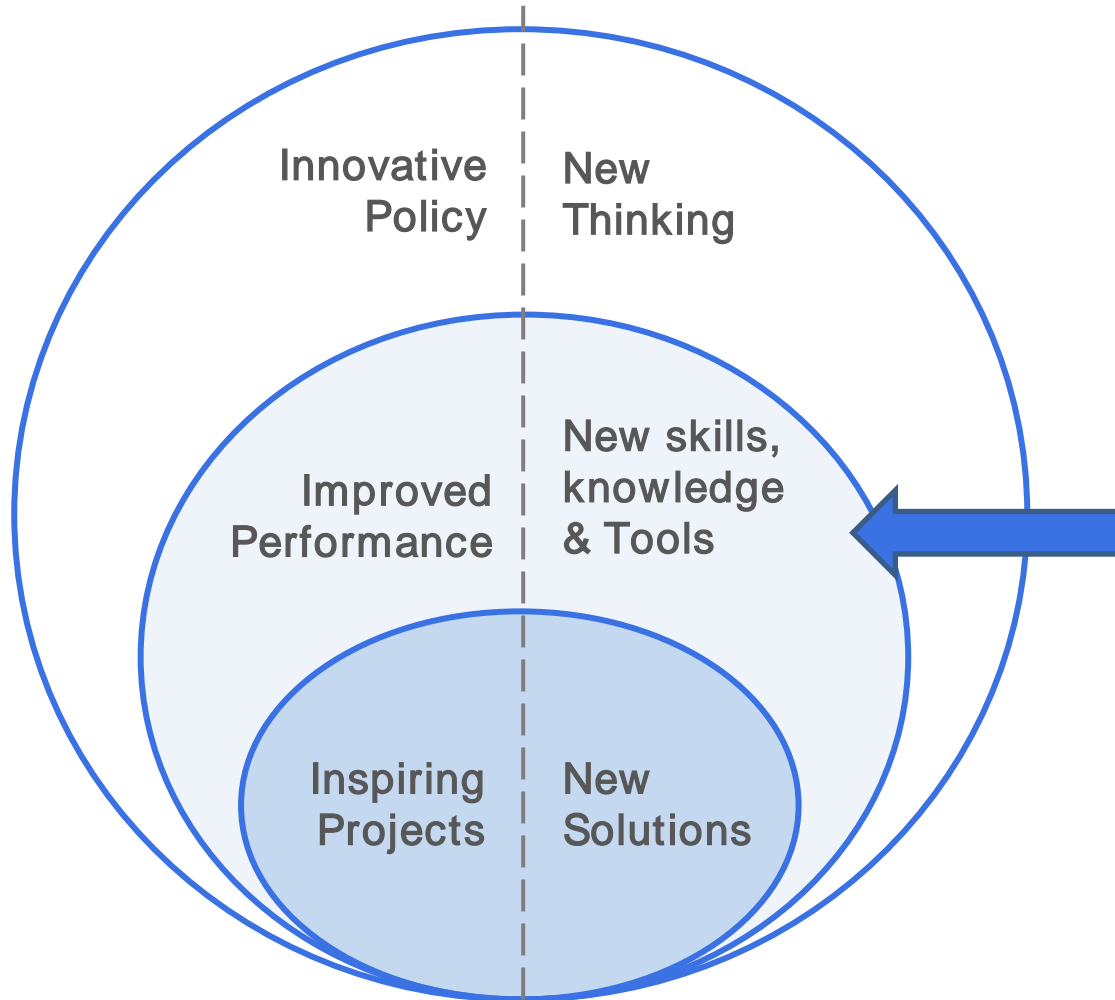 Innovative
Policy
New
Thinking
Improved
Performance
New skills,
knowledge
& Tools
Inspiring
Projects
New
Solutions